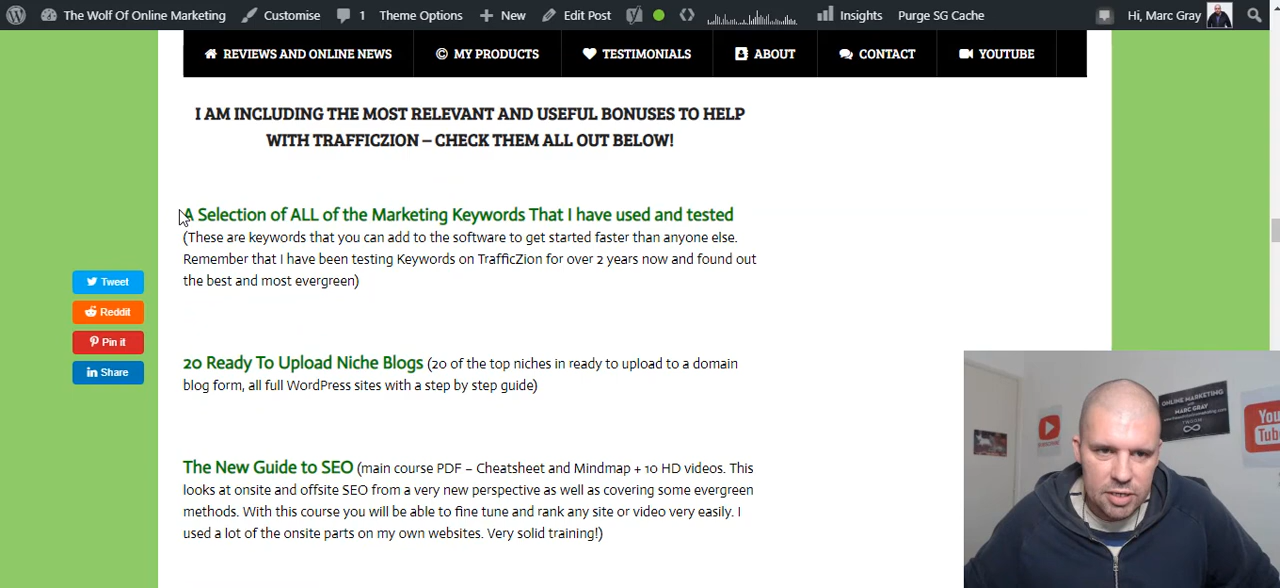 The Wolf Of Online Marketing Customise 1 Theme Options New Edit Post Insights Purge SG Cache Hi, Marc Gray
REVIEWS AND ONLINE NEWS MY PRODUCTS TESTIMONIALS ABOUT CONTACT YOUTUBE
I AM INCLUDING THE MOST RELEVANT AND USEFUL BONUSES TO HELP
WITH TRAFFICZION – CHECK THEM ALL OUT BELOW!
A Selection of ALL of the Marketing Keywords That I have used and tested
(These are keywords that you can add to the software to get started faster than anyone else.
Remember that I have been testing Keywords on TrafficZion for over 2 years now and found out
the best and most evergreen)
Tweet
Reddit
Pin it
Share
20 Ready To Upload Niche Blogs (20 of the top niches in ready to upload to a domain
blog form, all full WordPress sites with a step by step guide)
The New Guide to SEO (main course PDF – Cheatsheet and Mindmap + 10 HD videos. This
looks at onsite and offsite SEO from a very new perspective as well as covering some evergreen
methods. With this course you will be able to fine tune and rank any site or video very easily. I
used a lot of the onsite parts on my own websites. Very solid training!)
ONLINE MARKETING
MARC GRAY
You
Tub